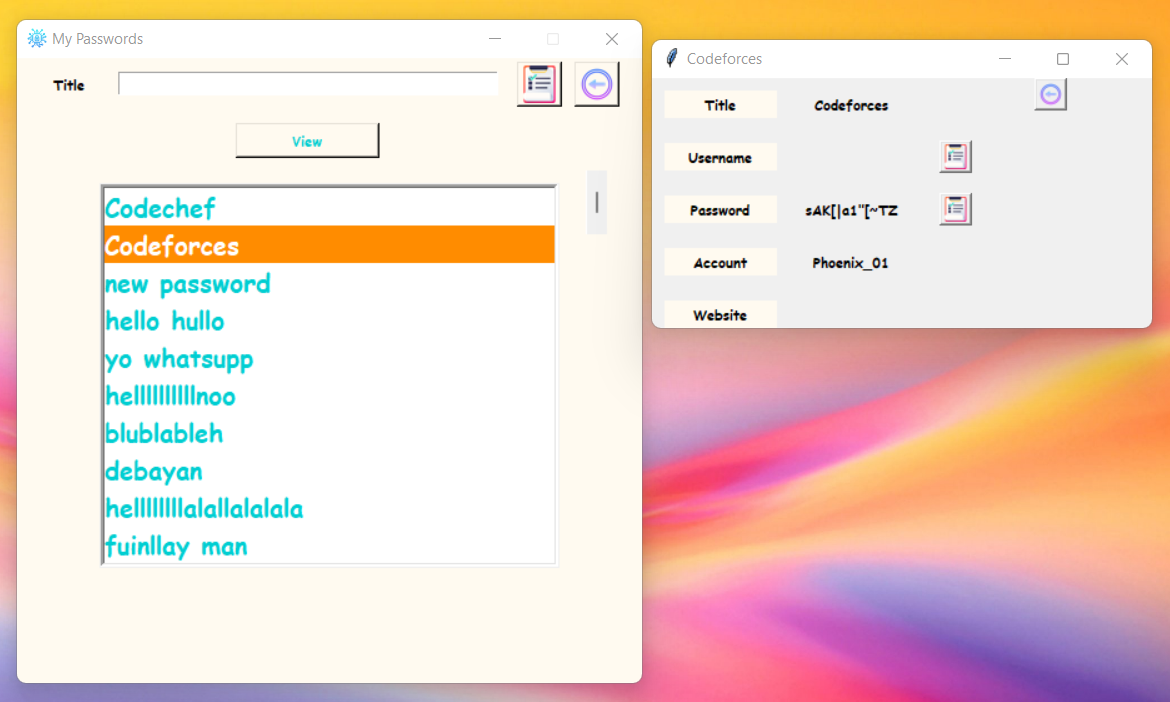 My Passwords
Title
View
Codechef
Codeforces
new password
hello hullo
yo whatsupp
hellllllllllnoo
blublableh
debayan
hellllllllalallalalala
fuinllay man
Codeforces
Title Codeforces
Username
Password sAK[|a1"[~TZ
Account Phoenix_01
Website